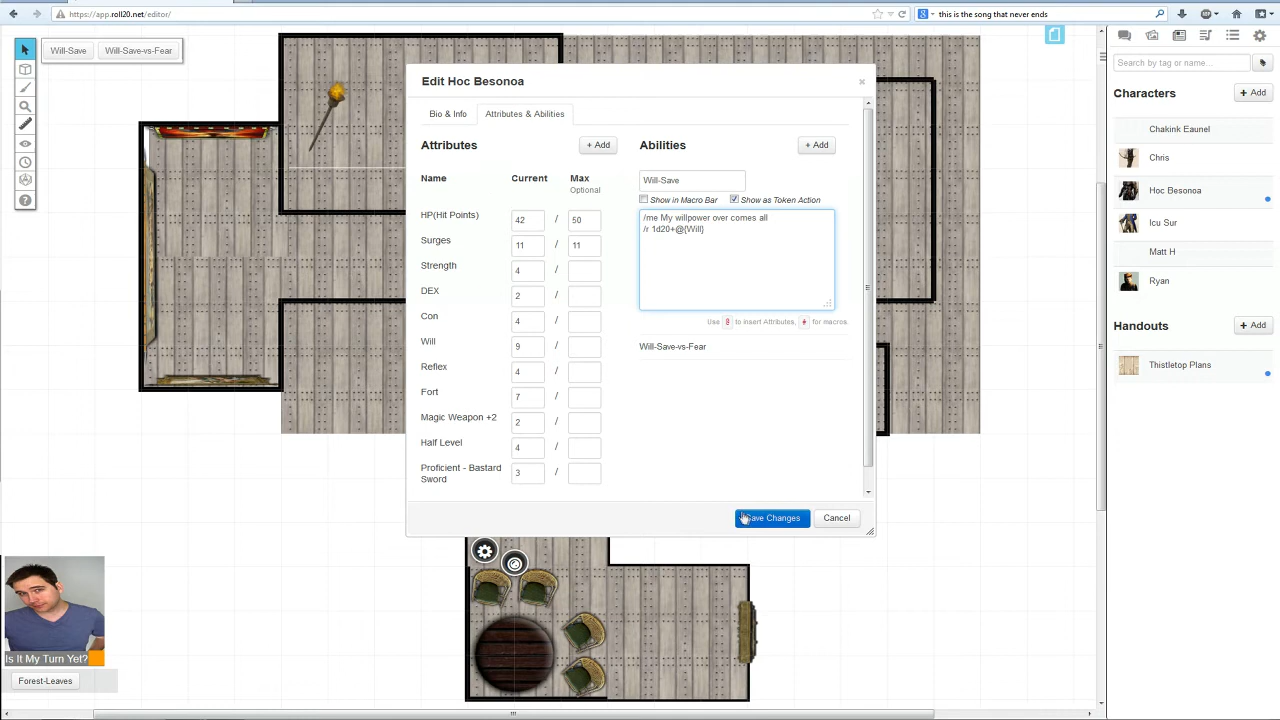 https://app.roll20.net/editor/
this is the song that never ends
Will-Save
Will-Save-vs-Fear
Edit Hoc Besonoa
×
Bio & Info
Attributes & Abilities
Attributes
+ Add
Name
Current
Max
Optional
HP(Hit Points)
42 / 50
Surges
11 / 11
Strength
4 /
DEX
2 /
Con
4 /
Will
9 /
Reflex
4 /
Fort
7 /
Magic Weapon +2
2 /
Half Level
4 /
Proficient - Bastard
Sword
3 /
Abilities
+ Add
Will-Save
Show in Macro Bar
Show as Token Action
/me My willpower over comes all
/r 1d20+@{Will}
Use @ to insert Attributes, # for macros.
Will-Save-vs-Fear
Save Changes
Cancel
Search by tag or name...
Characters
+ Add
Chakink Eaunel
Chris
Hoc Besonoa
Icu Sur
Matt H
Ryan
Handouts
+ Add
Thistletop Plans
Is It My Turn Yet?
Forest-Leaves